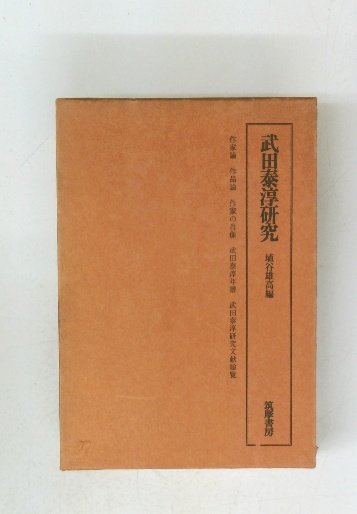 武田泰淳研究
埴谷雄高編
筑摩書房
作家論 作品論 作家の肖像 武田泰淳年譜 武田泰淳研究文献総覧